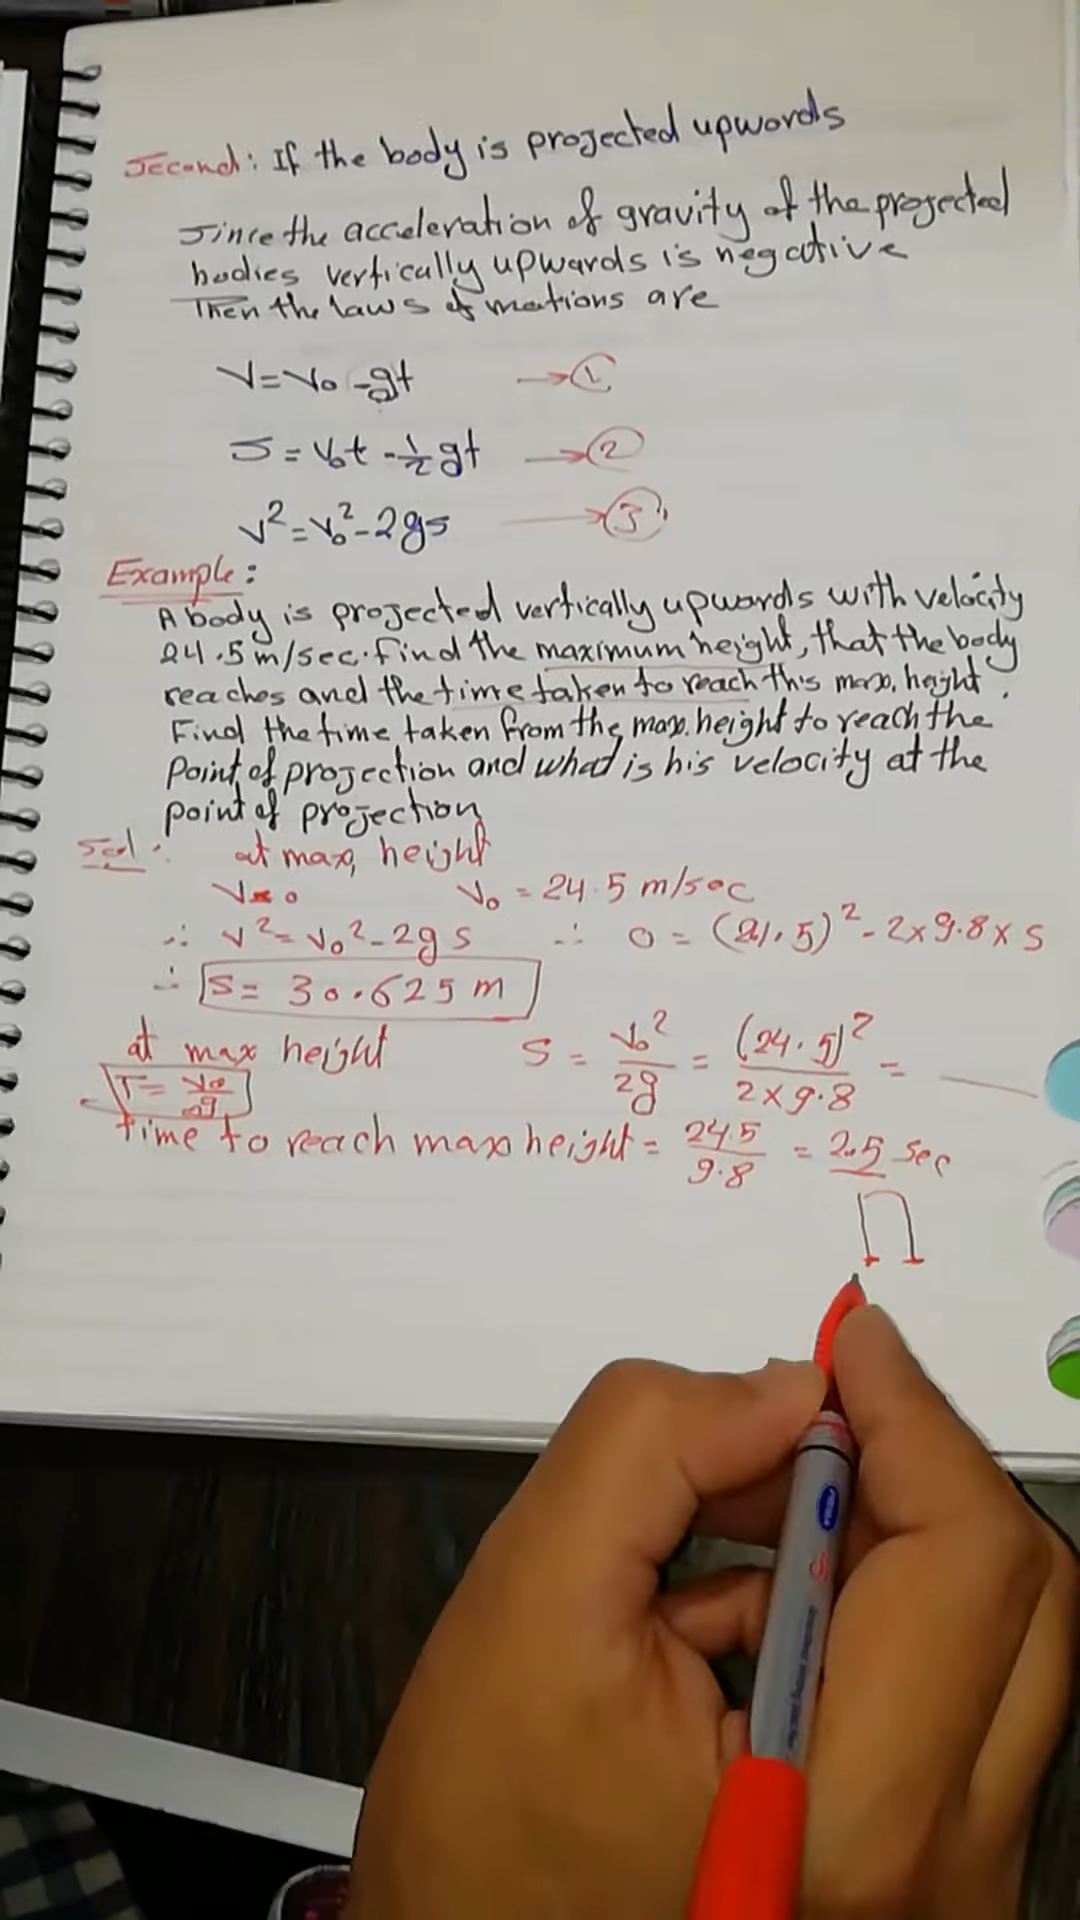 Second: If the body is projected upwords
Since the acceleration of gravity of the projected
bodies vertically upwards is negative
Then the laws of motions are
V=V₀ -gt → ①
S = V₀t - ½ gt → ②
V² = V₀² - 2gs → ③
Example:
A body is projected vertically upwords with velocity
24.5 m/sec. find the maximum height, that the body
reaches and the time taken to reach this max. height.
Find the time taken from the max. height to reach the
point of projection and what is his velocity at the
point of projection
Sol: at max, height
V = 0 V₀ = 24.5 m/sec
∴ V² = V₀² - 2g s ∴ 0 = (24.5)² - 2×9.8×S
∴ S = 30.625 m
at max height S = V₀²/2g = (24.5)²/2×9.8 =
T = V₀/g
time to reach max height = 24.5/9.8 = 2.5 sec